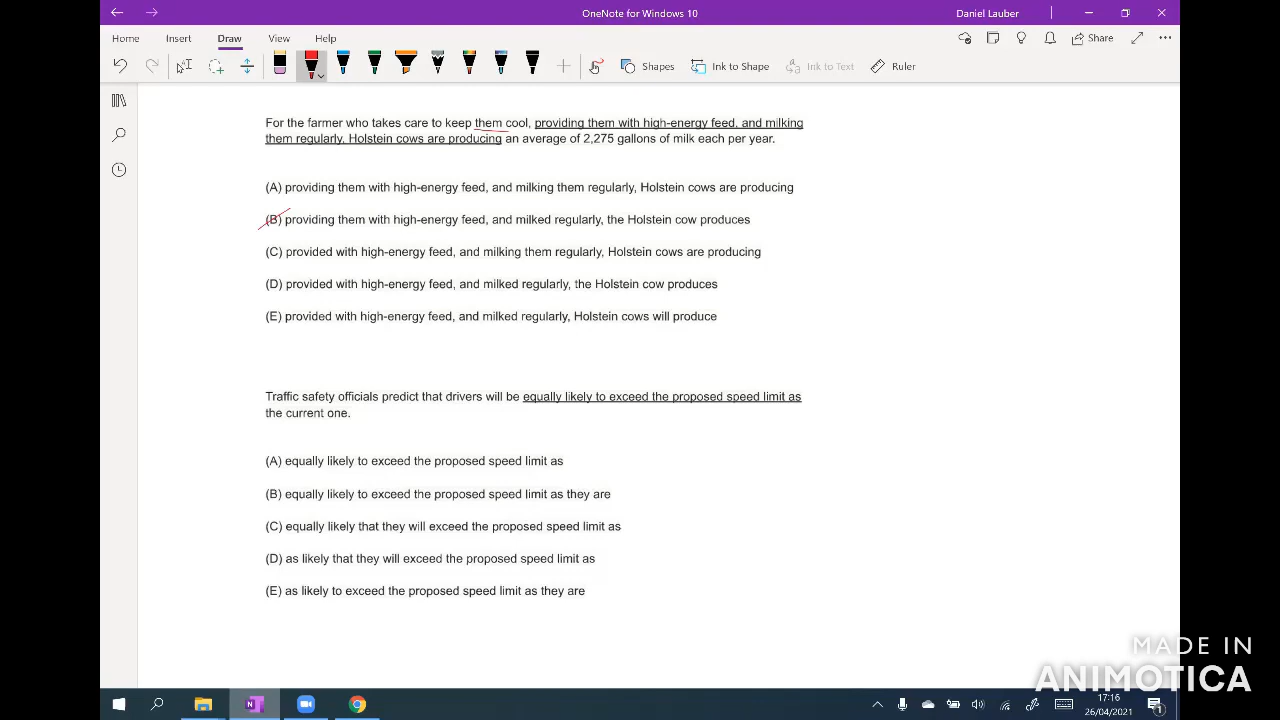 OneNote for Windows 10
Daniel Lauber
Home
Insert
Draw
View
Help
Share
Shapes
Ink to Shape
Ink to Text
Ruler
For the farmer who takes care to keep them cool, providing them with high-energy feed, and milking
them regularly, Holstein cows are producing an average of 2,275 gallons of milk each per year.
(A) providing them with high-energy feed, and milking them regularly, Holstein cows are producing
(B) providing them with high-energy feed, and milked regularly, the Holstein cow produces
(C) provided with high-energy feed, and milking them regularly, Holstein cows are producing
(D) provided with high-energy feed, and milked regularly, the Holstein cow produces
(E) provided with high-energy feed, and milked regularly, Holstein cows will produce
Traffic safety officials predict that drivers will be equally likely to exceed the proposed speed limit as
the current one.
(A) equally likely to exceed the proposed speed limit as
(B) equally likely to exceed the proposed speed limit as they are
(C) equally likely that they will exceed the proposed speed limit as
(D) as likely that they will exceed the proposed speed limit as
(E) as likely to exceed the proposed speed limit as they are
MADE IN
ANIMOTICA
17:16
26/04/2021
1